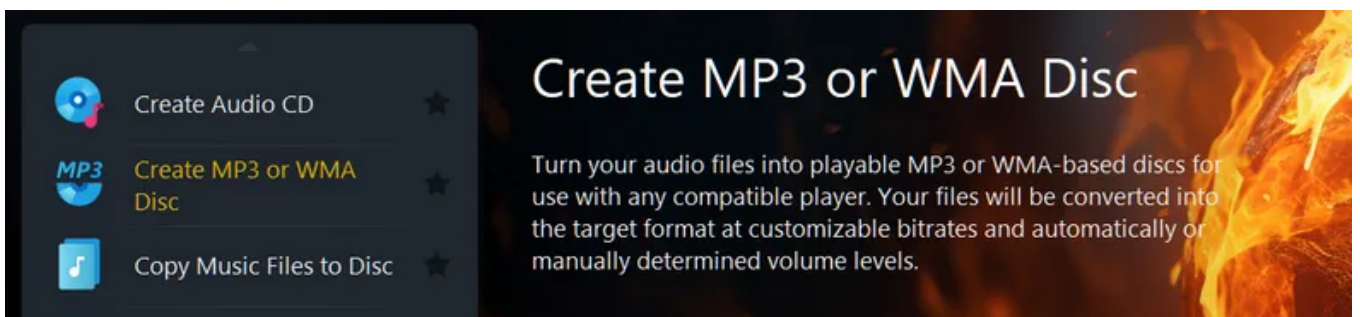 Create Audio CD
MP3
Create MP3 or WMA
Disc
Copy Music Files to Disc
Create MP3 or WMA Disc
Turn your audio files into playable MP3 or WMA-based discs for
use with any compatible player. Your files will be converted into
the target format at customizable bitrates and automatically or
manually determined volume levels.